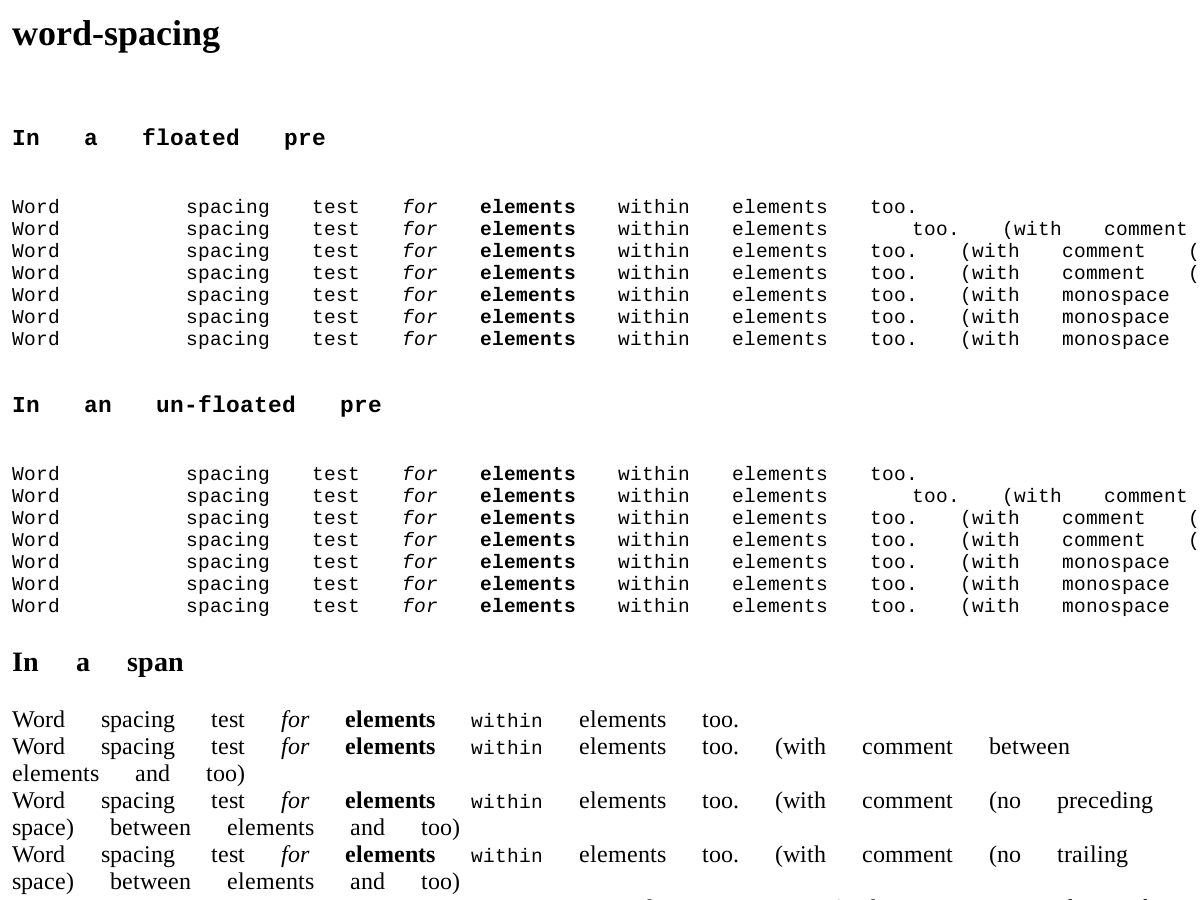 word-spacing
In a floated pre
Word spacing test for elements within elements too.
Word spacing test for elements within elements too. (with comment
Word spacing test for elements within elements too. (with comment (
Word spacing test for elements within elements too. (with comment (
Word spacing test for elements within elements too. (with monospace
Word spacing test for elements within elements too. (with monospace
Word spacing test for elements within elements too. (with monospace
In an un-floated pre
Word spacing test for elements within elements too.
Word spacing test for elements within elements too. (with comment
Word spacing test for elements within elements too. (with comment (
Word spacing test for elements within elements too. (with comment (
Word spacing test for elements within elements too. (with monospace
Word spacing test for elements within elements too. (with monospace
Word spacing test for elements within elements too. (with monospace
In a span
Word spacing test for elements within elements too.
Word spacing test for elements within elements too. (with comment between
elements and too)
Word spacing test for elements within elements too. (with comment (no preceding
space) between elements and too)
Word spacing test for elements within elements too. (with comment (no trailing
space) between elements and too)